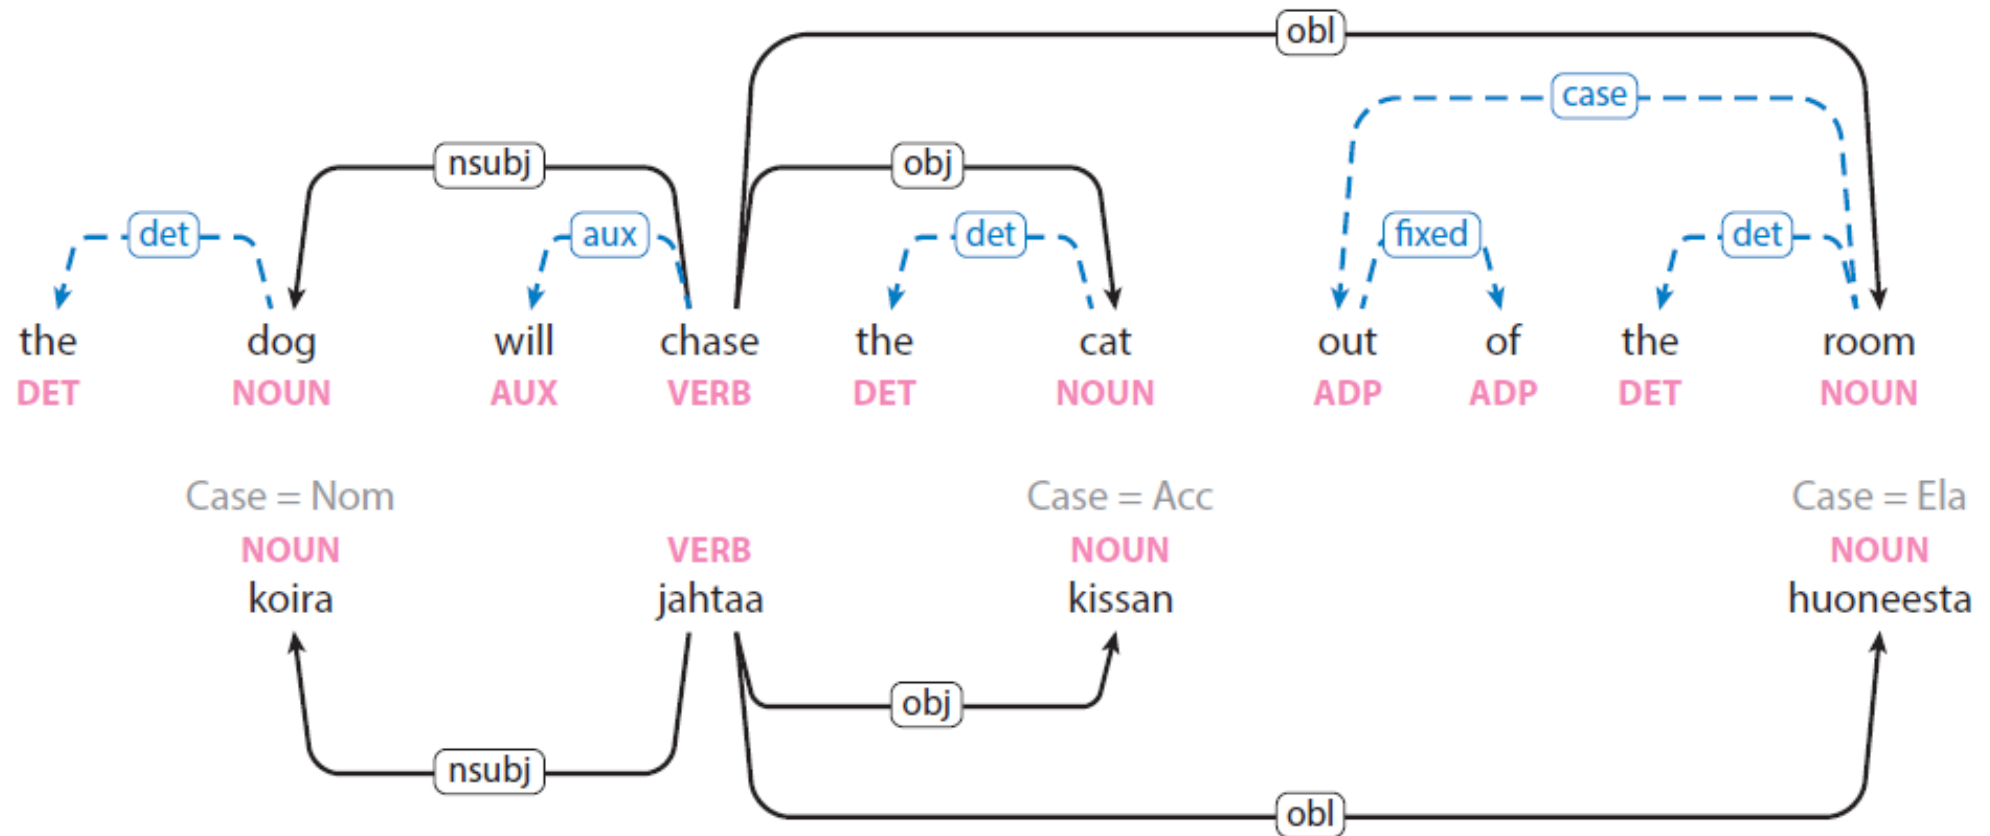 obl
case
nsubj obj
det aux det fixed det
the dog will chase the cat out of the room
DET NOUN AUX VERB DET NOUN ADP ADP DET NOUN
Case = Nom Case = Acc Case = Ela
NOUN VERB NOUN NOUN
koira jahtaa kissan huoneesta
obj
nsubj
obl